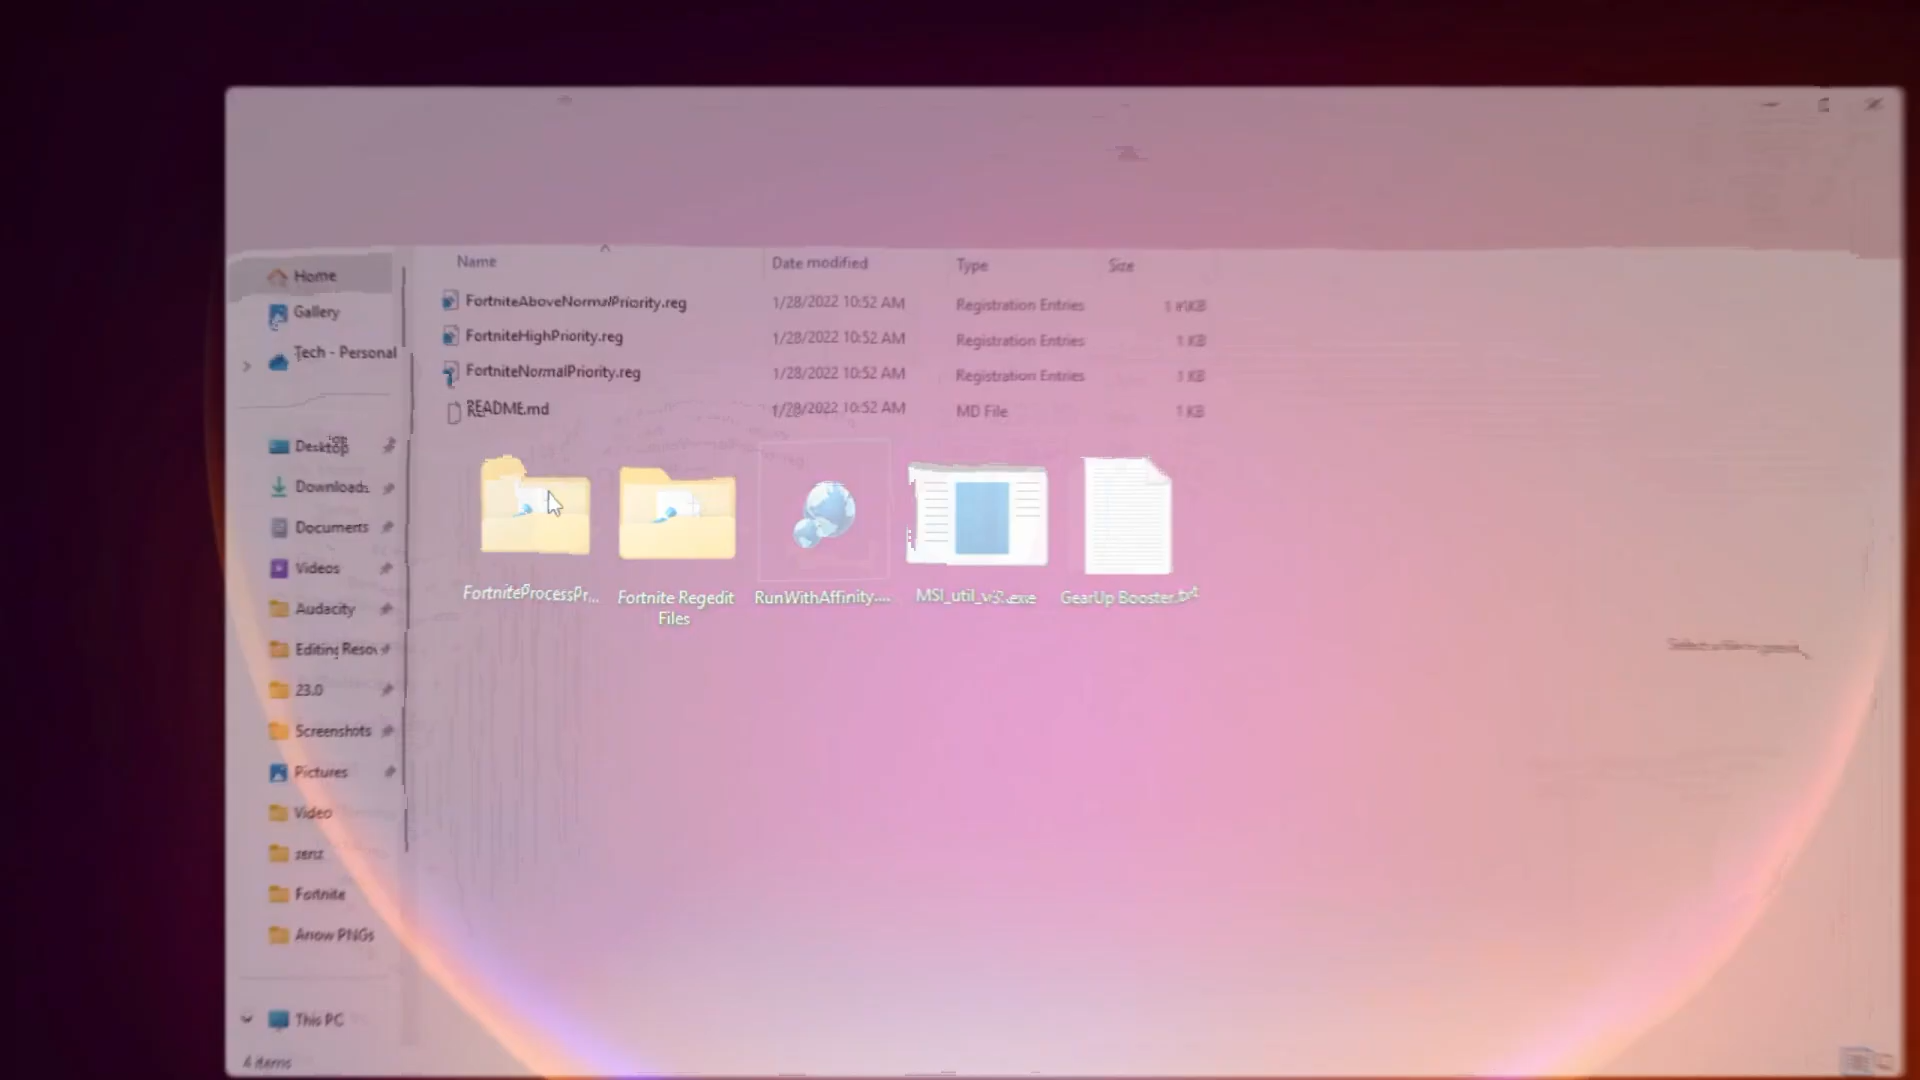 Name Date modified Type Size
Home
Gallery
Tech - Personal
FortniteAboveNormalPriority.reg 1/28/2022 10:52 AM Registration Entries 1 KB
FortniteHighPriority.reg 1/28/2022 10:52 AM Registration Entries 1 KB
FortniteNormalPriority.reg 1/28/2022 10:52 AM Registration Entries 1 KB
README.md 1/28/2022 10:52 AM MD File 1 KB
Desktop
Downloads
Documents
Videos
Audacity
Editing Resou
23.0
Screenshots
Pictures
Video
senz
Fortnite
Arrow PNGs
This PC
4 items
FortniteProcessPr...
Fortnite Regedit
Files
RunWithAffinity....
MSI_util_v3.exe
GearUp Booster.txt